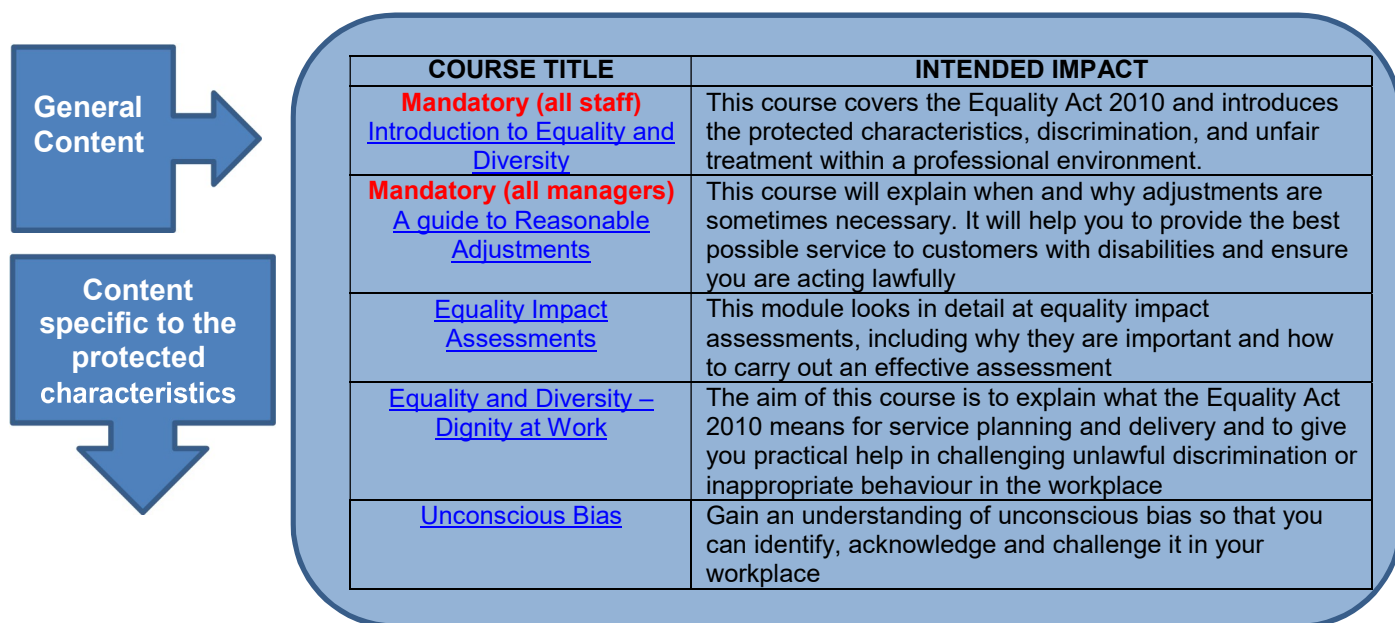 General
Content
Content
specific to the
protected
characteristics
COURSE TITLE
INTENDED IMPACT
Mandatory (all staff)
Introduction to Equality and
Diversity
This course covers the Equality Act 2010 and introduces
the protected characteristics, discrimination, and unfair
treatment within a professional environment.
Mandatory (all managers)
A guide to Reasonable
Adjustments
This course will explain when and why adjustments are
sometimes necessary. It will help you to provide the best
possible service to customers with disabilities and ensure
you are acting lawfully
Equality Impact
Assessments
This module looks in detail at equality impact
assessments, including why they are important and how
to carry out an effective assessment
Equality and Diversity –
Dignity at Work
The aim of this course is to explain what the Equality Act
2010 means for service planning and delivery and to give
you practical help in challenging unlawful discrimination or
inappropriate behaviour in the workplace
Unconscious Bias
Gain an understanding of unconscious bias so that you
can identify, acknowledge and challenge it in your
workplace